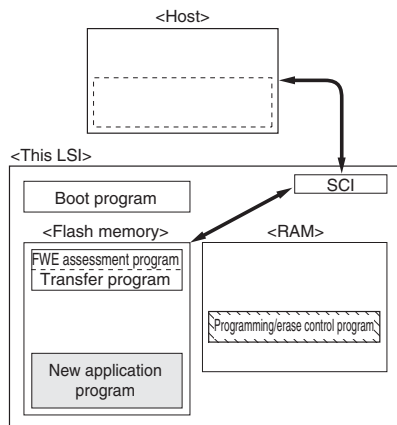 <Host>
<This LSI>
SCI
Boot program
<Flash memory>
<RAM>
FWE assessment program
Transfer program
Programming/erase control program
New application
program